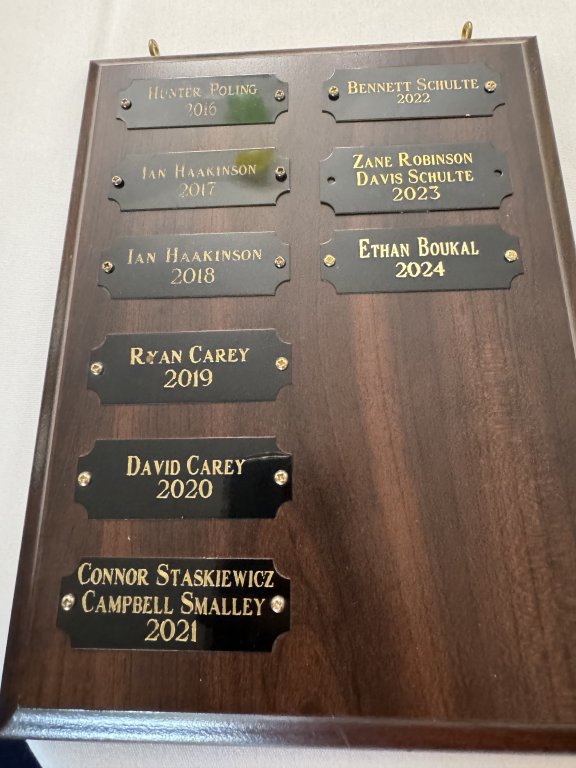 Hunter Poling
2016
Ian Haakinson
2017
Ian Haakinson
2018
Ryan Carey
2019
David Carey
2020
Connor Staskiewicz
Campbell Smalley
2021
Bennett Schulte
2022
Zane Robinson
Davis Schulte
2023
Ethan Boukal
2024